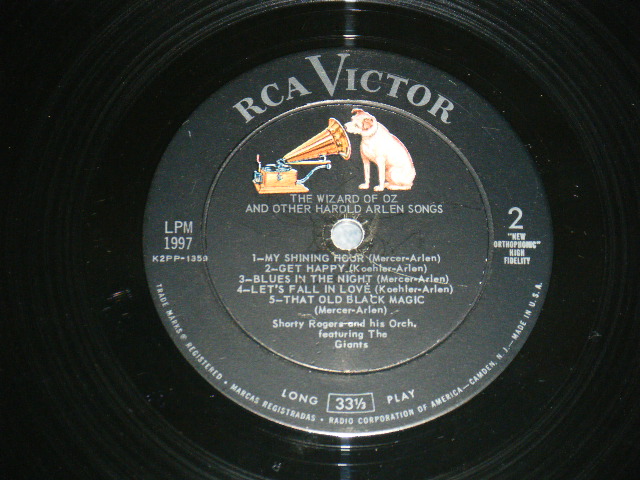 RCA VICTOR
THE WIZARD OF OZ
AND OTHER HAROLD ARLEN SONGS
LPM
1997
K2PP-1359
2
"NEW
ORTHOPHONIC"
HIGH
FIDELITY
1-MY SHINING HOUR (Mercer-Arlen)
2-GET HAPPY (Koehler-Arlen)
3-BLUES IN THE NIGHT (Mercer-Arlen)
4-LET'S FALL IN LOVE (Koehler-Arlen)
5-THAT OLD BLACK MAGIC
(Mercer-Arlen)
Shorty Rogers and his Orch.
featuring The
Giants
LONG 33⅓ PLAY
TRADE MARKS ® REGISTERED • MARCAS REGISTRADAS • RADIO CORPORATION OF AMERICA—CAMDEN, N.J.—MADE IN U.S.A.